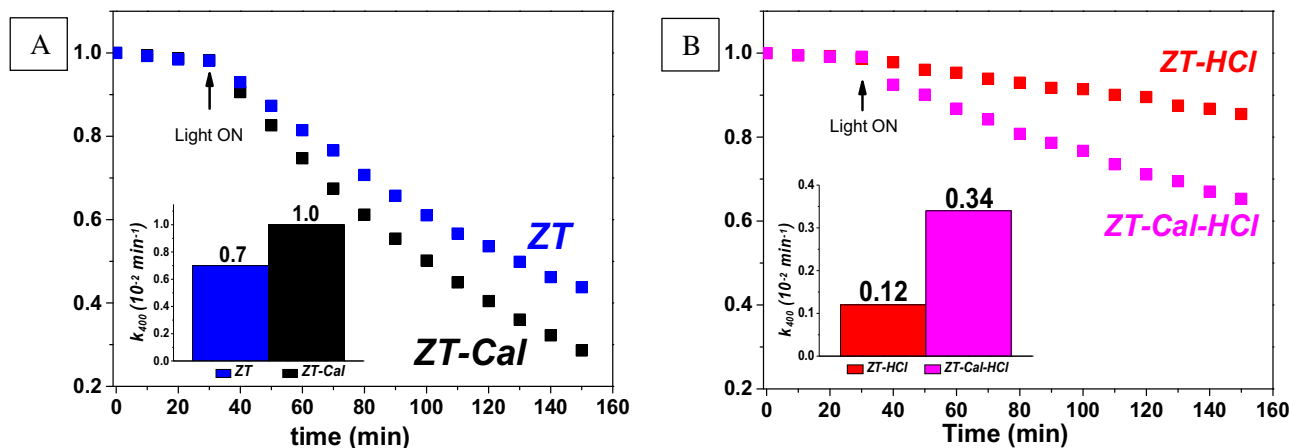 A
1.0
0.8
0.6
0.4
0.2
Light ON
ZT
ZT-Cal
k400 (10-2 min-1)
1.0
0.8
0.6
0.4
0.2
0.0
0.7
1.0
ZT
ZT-Cal
0 20 40 60 80 100 120 140 160
time (min)
B
1.0
0.8
0.6
0.4
0.2
Light ON
ZT-HCl
ZT-Cal-HCl
k400 (10-2 min-1)
0.4
0.3
0.2
0.1
0.0
0.12
0.34
ZT-HCl
ZT-Cal-HCl
0 20 40 60 80 100 120 140 160
Time (min)